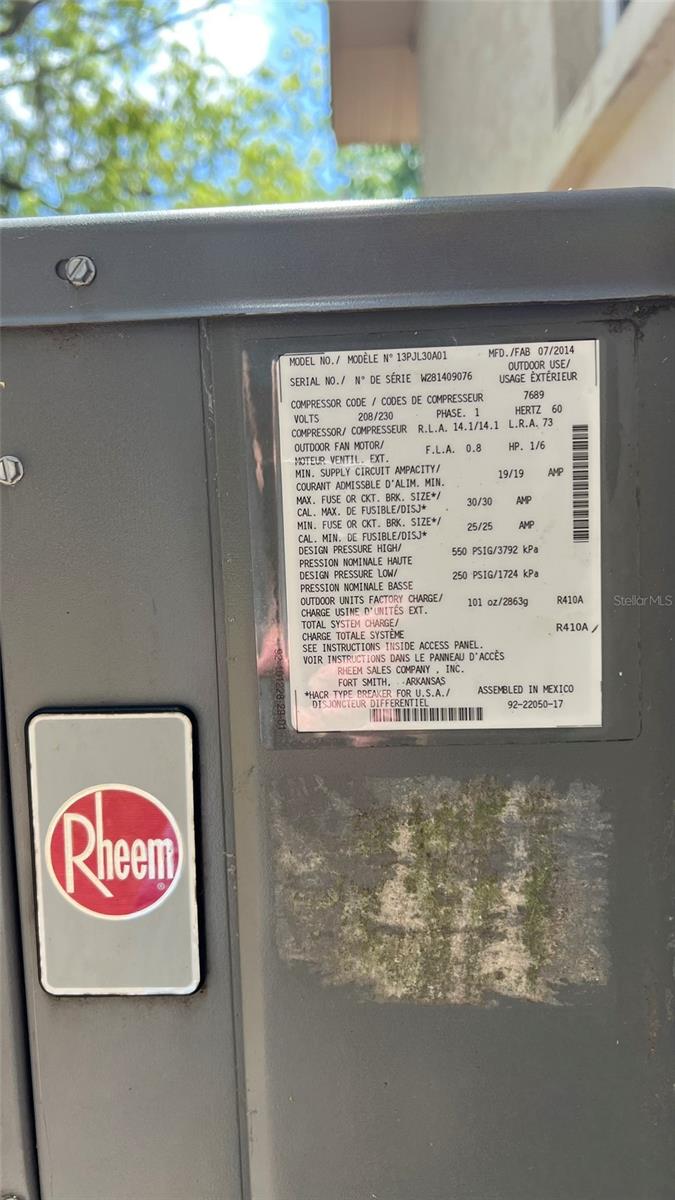 MODEL NO./ MODÈLE N° 13PJL30A01 MFD./FAB 07/2014
SERIAL NO./ N° DE SÉRIE W281409076 OUTDOOR USE/
USAGE ÈXTÉRIEUR
COMPRESSOR CODE / CODES DE COMPRESSEUR 7689
VOLTS 208/230 PHASE. 1 HERTZ 60
COMPRESSOR/ COMPRESSEUR R.L.A. 14.1/14.1 L.R.A. 73
OUTDOOR FAN MOTOR/ F.L.A. 0.8 HP. 1/6
MOTEUR VENTIL. EXT.
MIN. SUPPLY CIRCUIT AMPACITY/ 19/19 AMP
COURANT ADMISSBLE D'ALIM. MIN.
MAX. FUSE OR CKT. BRK. SIZE*/ 30/30 AMP
CAL. MAX. DE FUSIBLE/DISJ*
MIN. FUSE OR CKT. BRK. SIZE*/ 25/25 AMP
CAL. MIN. DE FUSIBLE/DISJ*
DESIGN PRESSURE HIGH/ 550 PSIG/3792 kPa
PRESSION NOMINALE HAUTE
DESIGN PRESSURE LOW/ 250 PSIG/1724 kPa
PRESSION NOMINALE BASSE
OUTDOOR UNITS FACTORY CHARGE/ 101 oz/2863g R410A
CHARGE USINE D'UNITÉS EXT.
TOTAL SYSTEM CHARGE/ R410A
CHARGE TOTALE SYSTÈME
SEE INSTRUCTIONS INSIDE ACCESS PANEL.
VOIR INSTRUCTIONS DANS LE PANNEAU D'ACCÈS
RHEEM SALES COMPANY , INC.
FORT SMITH, ARKANSAS
*HACR TYPE BREAKER FOR U.S.A./ ASSEMBLED IN MEXICO
DISJONCTEUR DIFFERENTIEL 92-22050-17
Rheem
®
StellarMLS